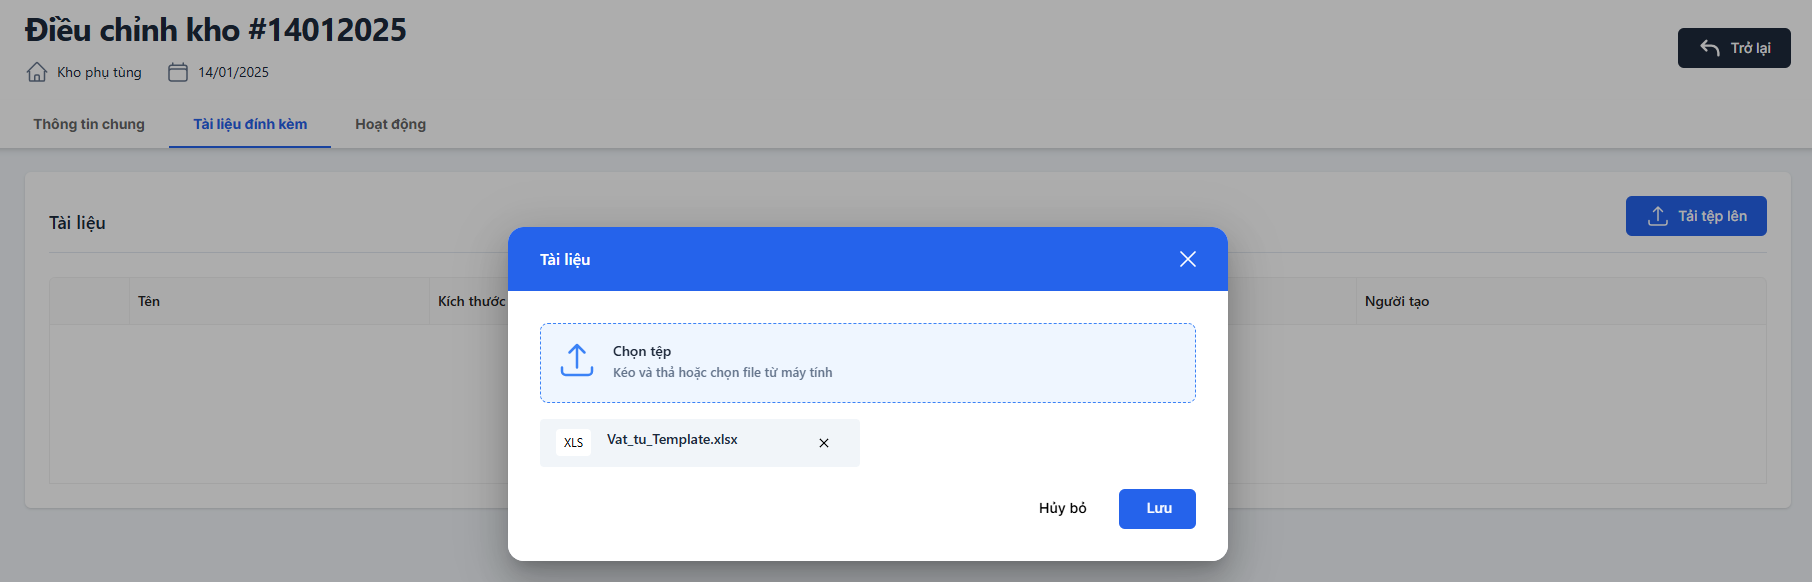 Điều chỉnh kho #14012025
Trở lại
Kho phụ tùng 14/01/2025
Thông tin chung Tài liệu đính kèm Hoạt động
Tài liệu
Tải tệp lên
Tài liệu
Tên Kích thước Người tạo
Chọn tệp
Kéo và thả hoặc chọn file từ máy tính
XLS Vat_tu_Template.xlsx
Hủy bỏ Lưu